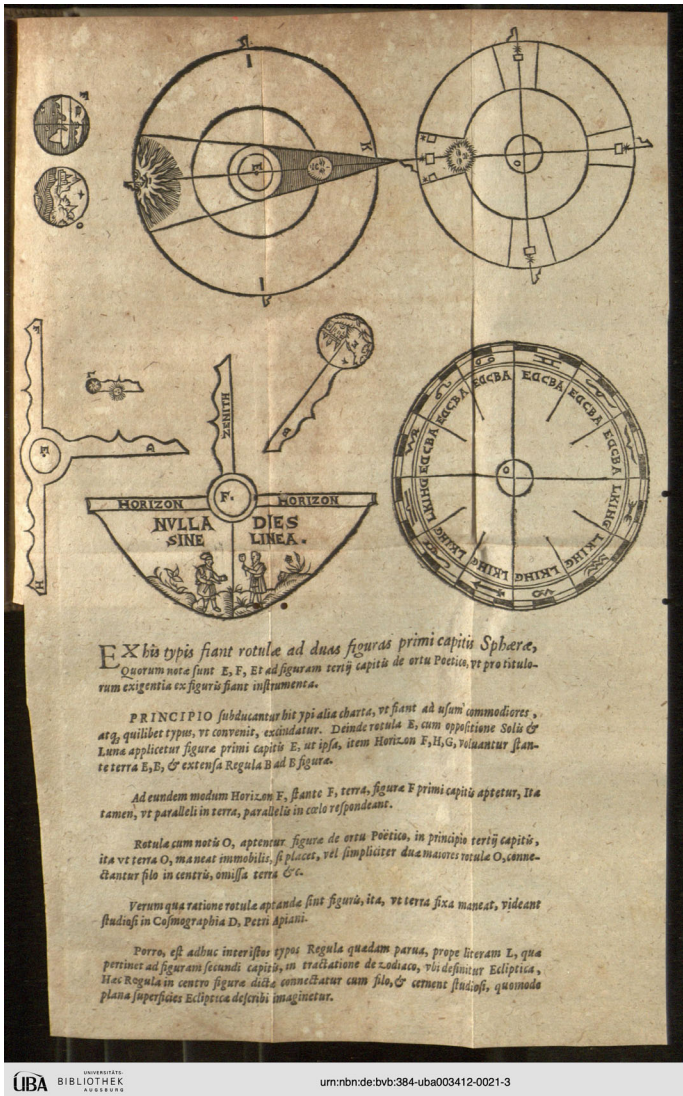 F
O
E
K
O
F
E
H
A
L
ZENITH
B
F.
HORIZON HORIZON
NVLLA DIES
SINE LINEA.
O
EX his typis fiant rotulæ ad duas figuras primi capitis Sphæræ,
Quorum notæ sunt E, F, Et ad figuram tertij capitis de ortu Poetico, vt pro titulo-
rum exigentia ex figuris fiant instrumenta.
PRINCIPIO subducantur hit ypi alia charta, vt fiant ad usum commodiores,
atq; quilibet typus, vt convenit, excindatur. Deinde rotula E, cum oppositione Solis &
Lunæ applicetur figuræ primi capitis E, ut ipsa, item Horizon F, H, G, voluantur stan-
te terra E, B, & extensa Regula B ad B figuræ.
Ad eundem modum Horizon F, stante F, terra, figuræ F primi capitis aptetur, Ita
tamen, vt paralleli in terra, parallelis in cœlo respondeant.
Rotulæ cum notis O, aptentur figuræ de ortu Poëtico, in principio tertij capitis,
ita vt terra O, maneat immobilis, si placet, vel simpliciter duæ maiores rotulæ O, conne-
ctantur filo in centris, omissa terra &c.
Verum qua ratione rotulæ aptandæ sint figuris, ita, vt terra fixa maneat, videant
studiosi in Cosmographia D, Petri Apiani.
Porro, est adhuc inter istos typos Regula quædam parua, prope literam L, quæ
pertinet ad figuram secundi capitis, in tractatione de zodiaco, vbi definitur Ecliptica,
Hæc Regula in centro figuræ dictæ connectatur cum filo, & cernent studiosi, quomodo
plana superficies Eclipticæ describi imaginetur.
UBA
UNIVERSITÄTS-
BIBLIOTHEK
AUGSBURG
urn:nbn:de:bvb:384-uba003412-0021-3